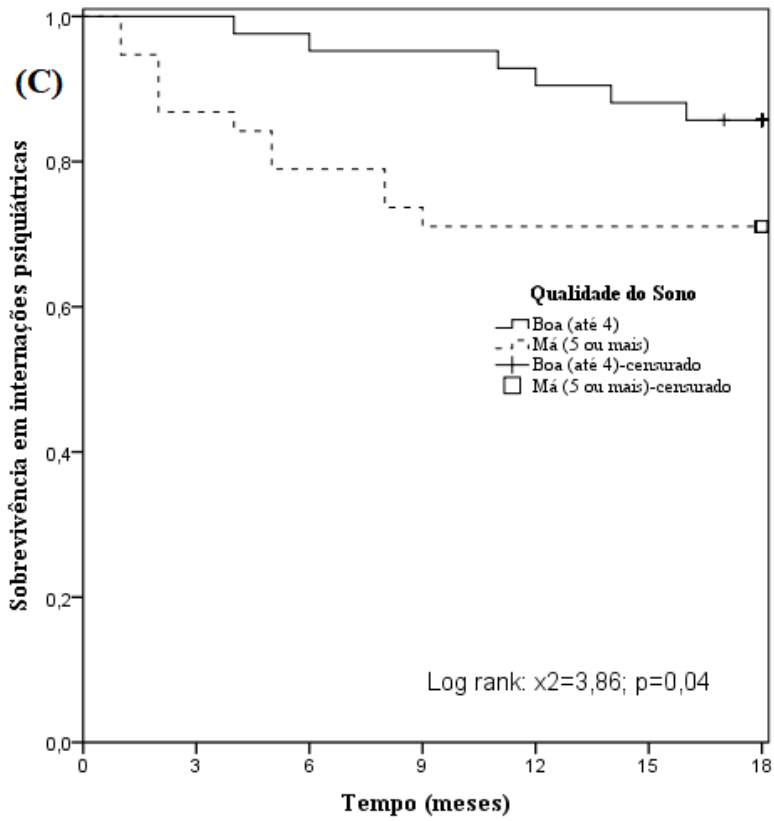 (C)
Sobrevivência em internações psiquiátricas
1,0
0,8
0,6
0,4
0,2
0,0
Qualidade do Sono
Boa (até 4)
Má (5 ou mais)
Boa (até 4)-censurado
Má (5 ou mais)-censurado
Log rank: x2=3,86; p=0,04
0 3 6 9 12 15 18
Tempo (meses)